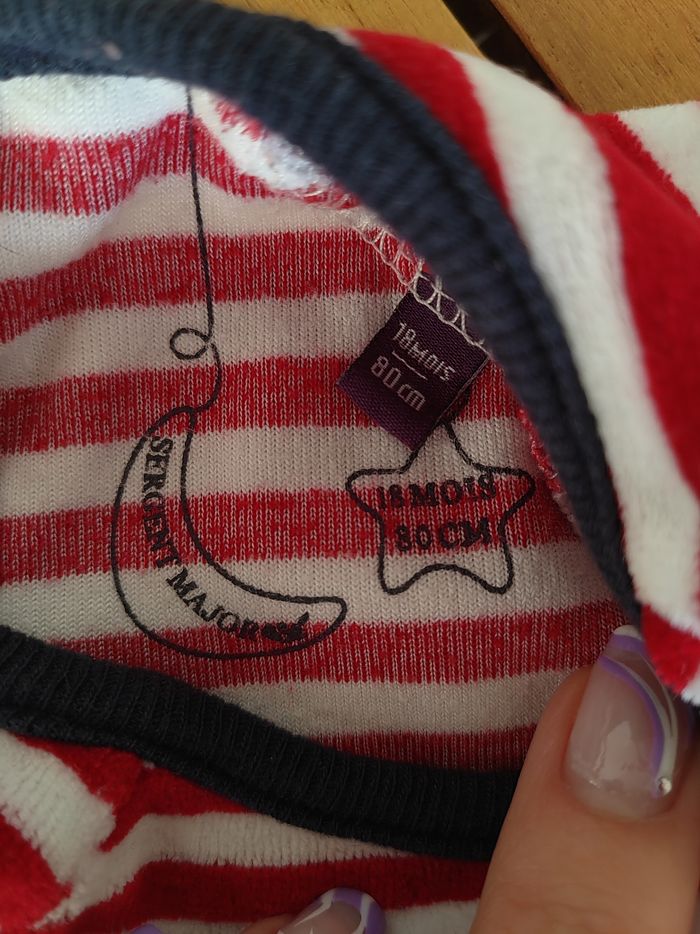 18MOIS
80cm
SERGENT MAJOR
18 MOIS
80 CM